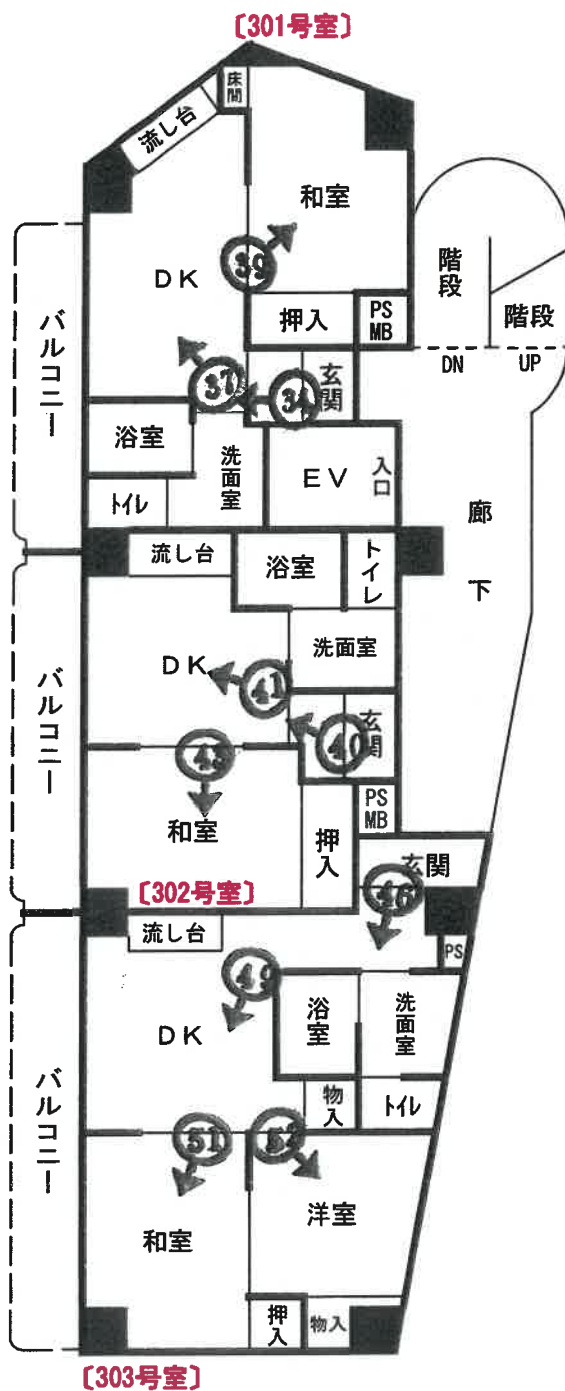 〔301号室〕
床間
流し台
和室
39
DK
階段
階段
押入
PS
MB
DN
UP
バルコニー
37
玄関
浴室
洗面室
EV
入口
トイレ
廊下
流し台
浴室
トイレ
洗面室
DK
41
バルコニー
40
玄関
和室
押入
PS
MB
〔302号室〕
玄関
46
流し台
PS
49
DK
浴室
洗面室
バルコニー
物入
トイレ
51
和室
洋室
押入
物入
〔303号室〕